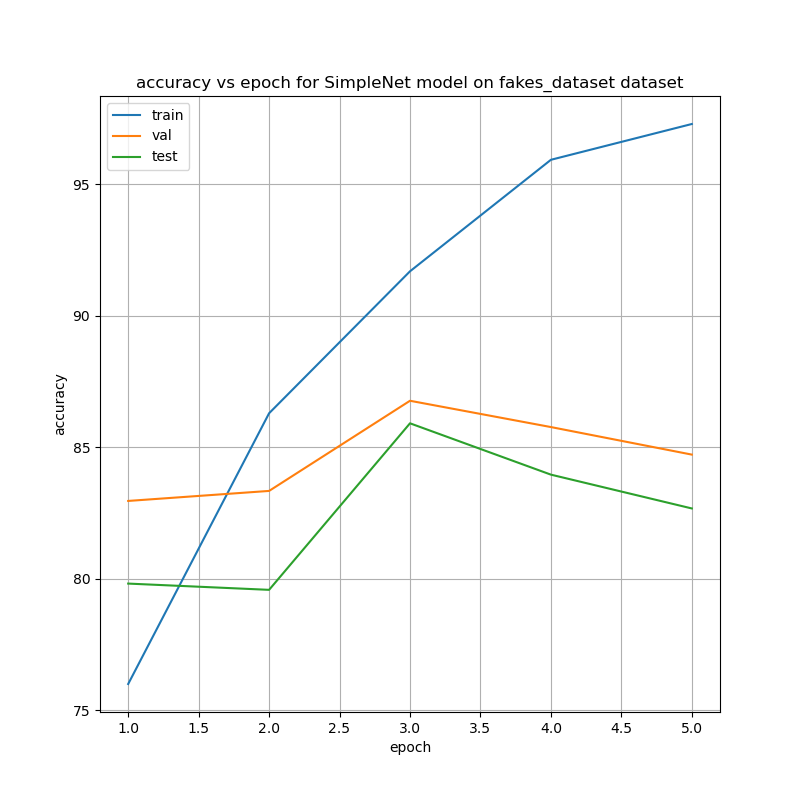 accuracy vs epoch for SimpleNet model on fakes_dataset dataset
train
val
test
95
90
85
80
75
accuracy
1.0 1.5 2.0 2.5 3.0 3.5 4.0 4.5 5.0
epoch